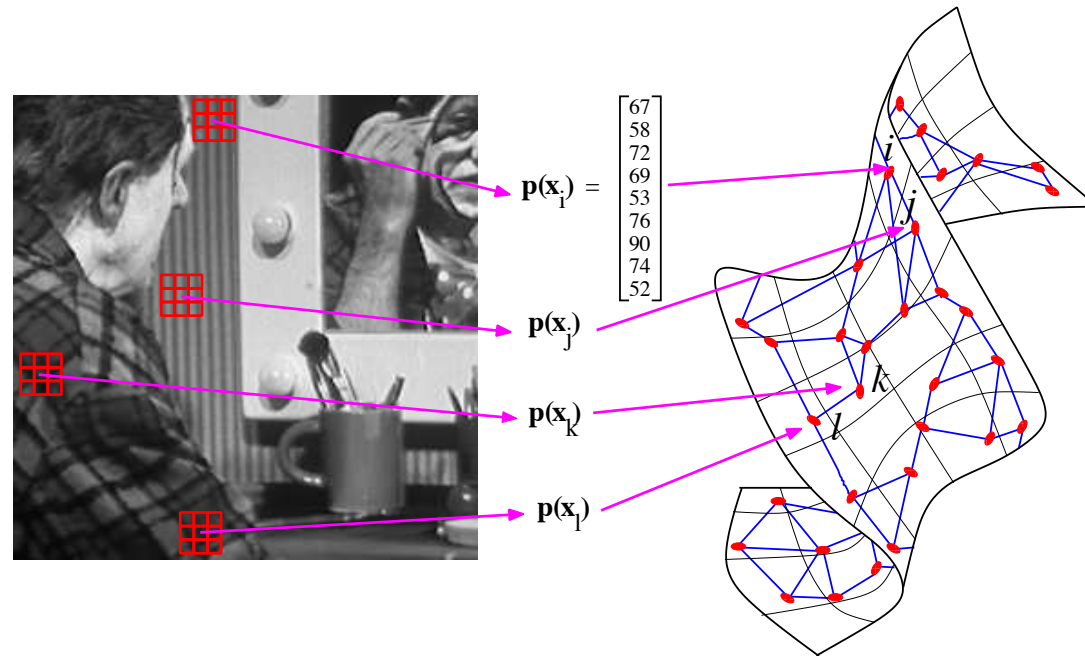 p(x_i) =
67
58
72
69
53
76
90
74
52
i
j
p(x_j)
k
p(x_k)
l
p(x_l)